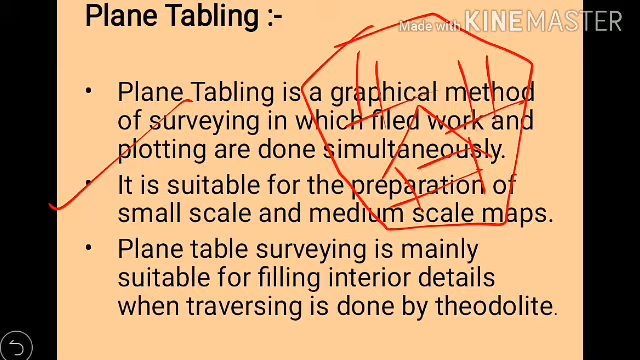 Plane Tabling :-
Made with KINEMASTER
• Plane Tabling is a graphical method
of surveying in which filed work and
plotting are done simultaneously.
• It is suitable for the preparation of
small scale and medium scale maps.
• Plane table surveying is mainly
suitable for filling interior details
when traversing is done by theodolite.